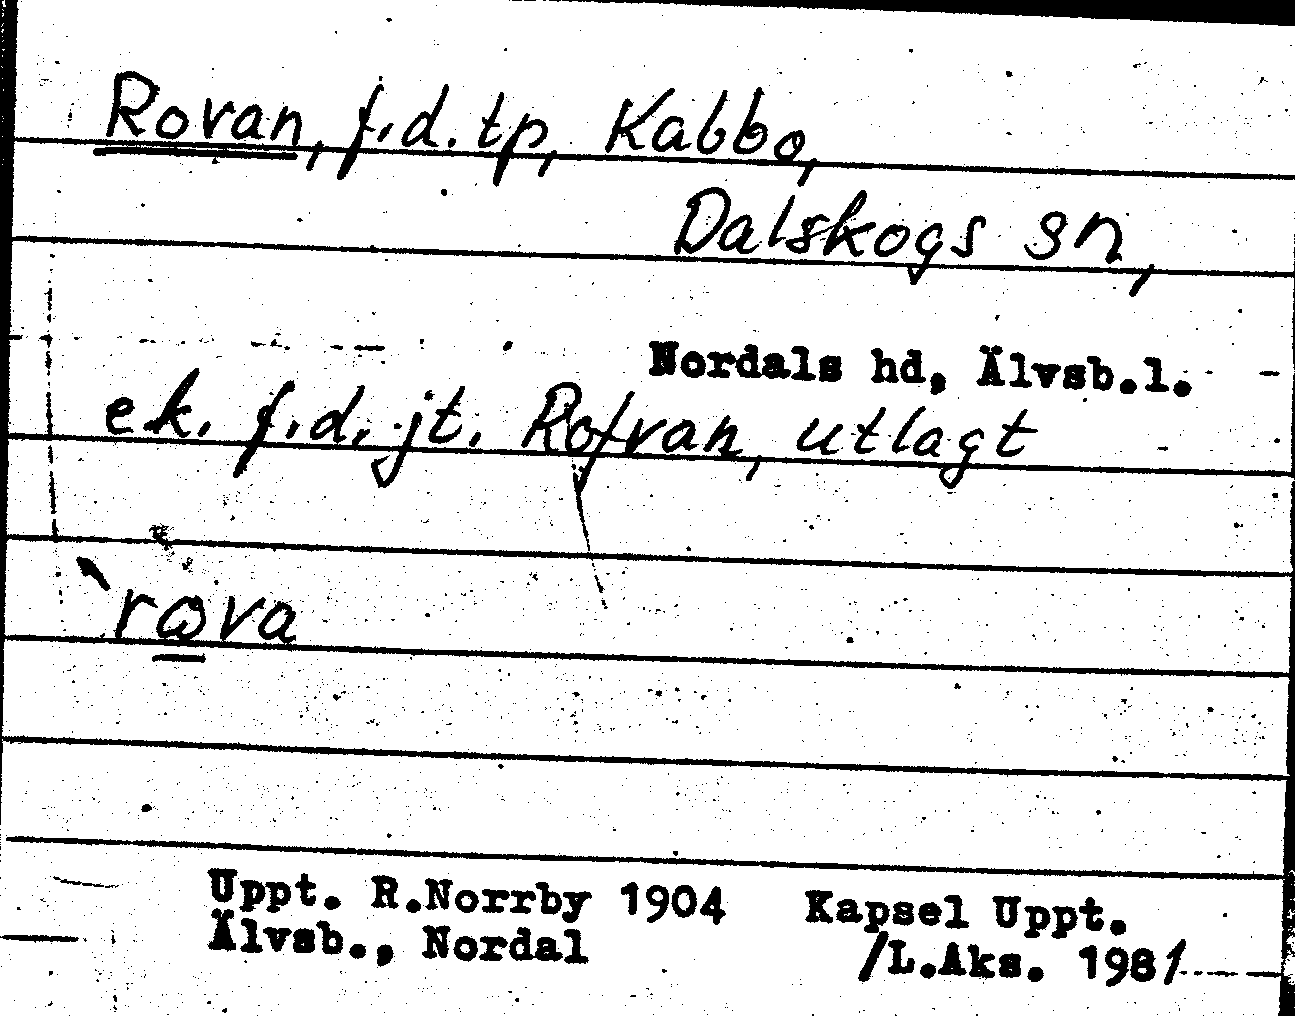 Rovan, f.d. tp, Kabbo,
Dalskogs sn,
Nordals hd, Älvsb.l.
ek. f.d. jt. Rofvan, utlagt
`rωva
Uppt. R.Norrby 1904 Kapsel Uppt.
Älvsb., Nordal /L.Aks. 1981